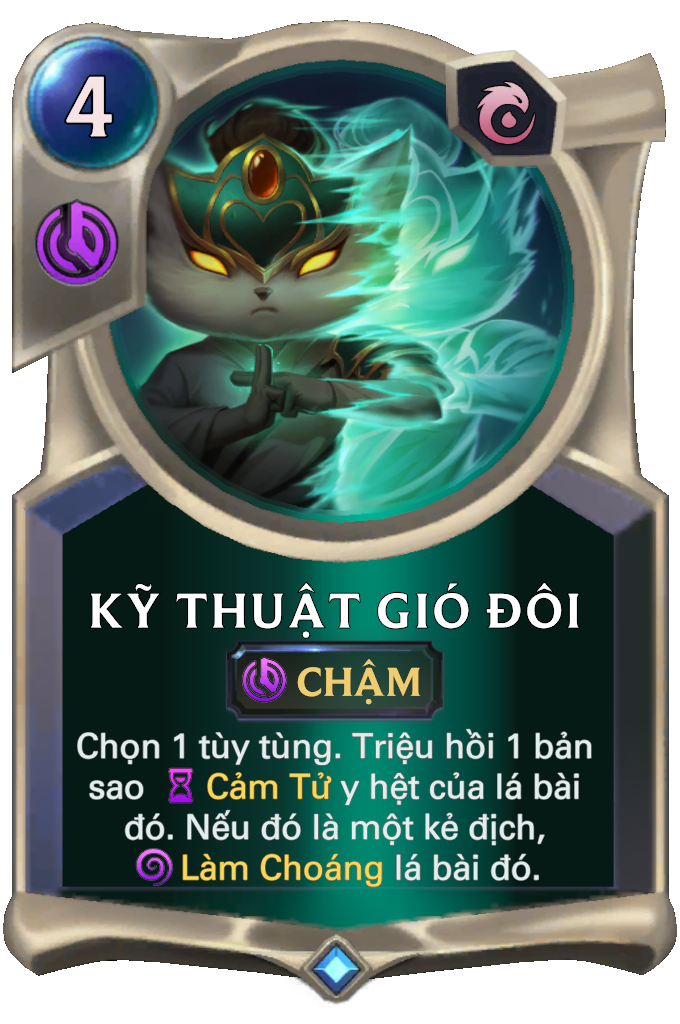 4
KỸ THUẬT GIÓ ĐÔI
CHẬM
Chọn 1 tùy tùng. Triệu hồi 1 bản
sao Cảm Tử y hệt của lá bài
đó. Nếu đó là một kẻ địch,
Làm Choáng lá bài đó.